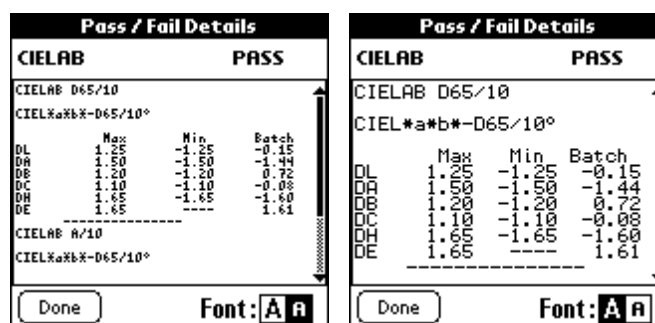 Pass / Fail Details
CIELAB PASS
CIELAB D65/10
CIEL*a*b*-D65/10°
Max Min Batch
DL 1.25 -1.25 -0.15
DA 1.50 -1.50 -1.44
DB 1.20 -1.20 0.72
DC 1.10 -1.10 -0.08
DH 1.65 -1.65 -1.60
DE 1.65 ---- 1.61
-----------------
CIELAB A/10
CIEL*a*b*-D65/10°
Done Font: A A
Pass / Fail Details
CIELAB PASS
CIELAB D65/10
CIEL*a*b*-D65/10°
Max Min Batch
DL 1.25 -1.25 -0.15
DA 1.50 -1.50 -1.44
DB 1.20 -1.20 0.72
DC 1.10 -1.10 -0.08
DH 1.65 -1.65 -1.60
DE 1.65 ---- 1.61
-----------------
Done Font: A A